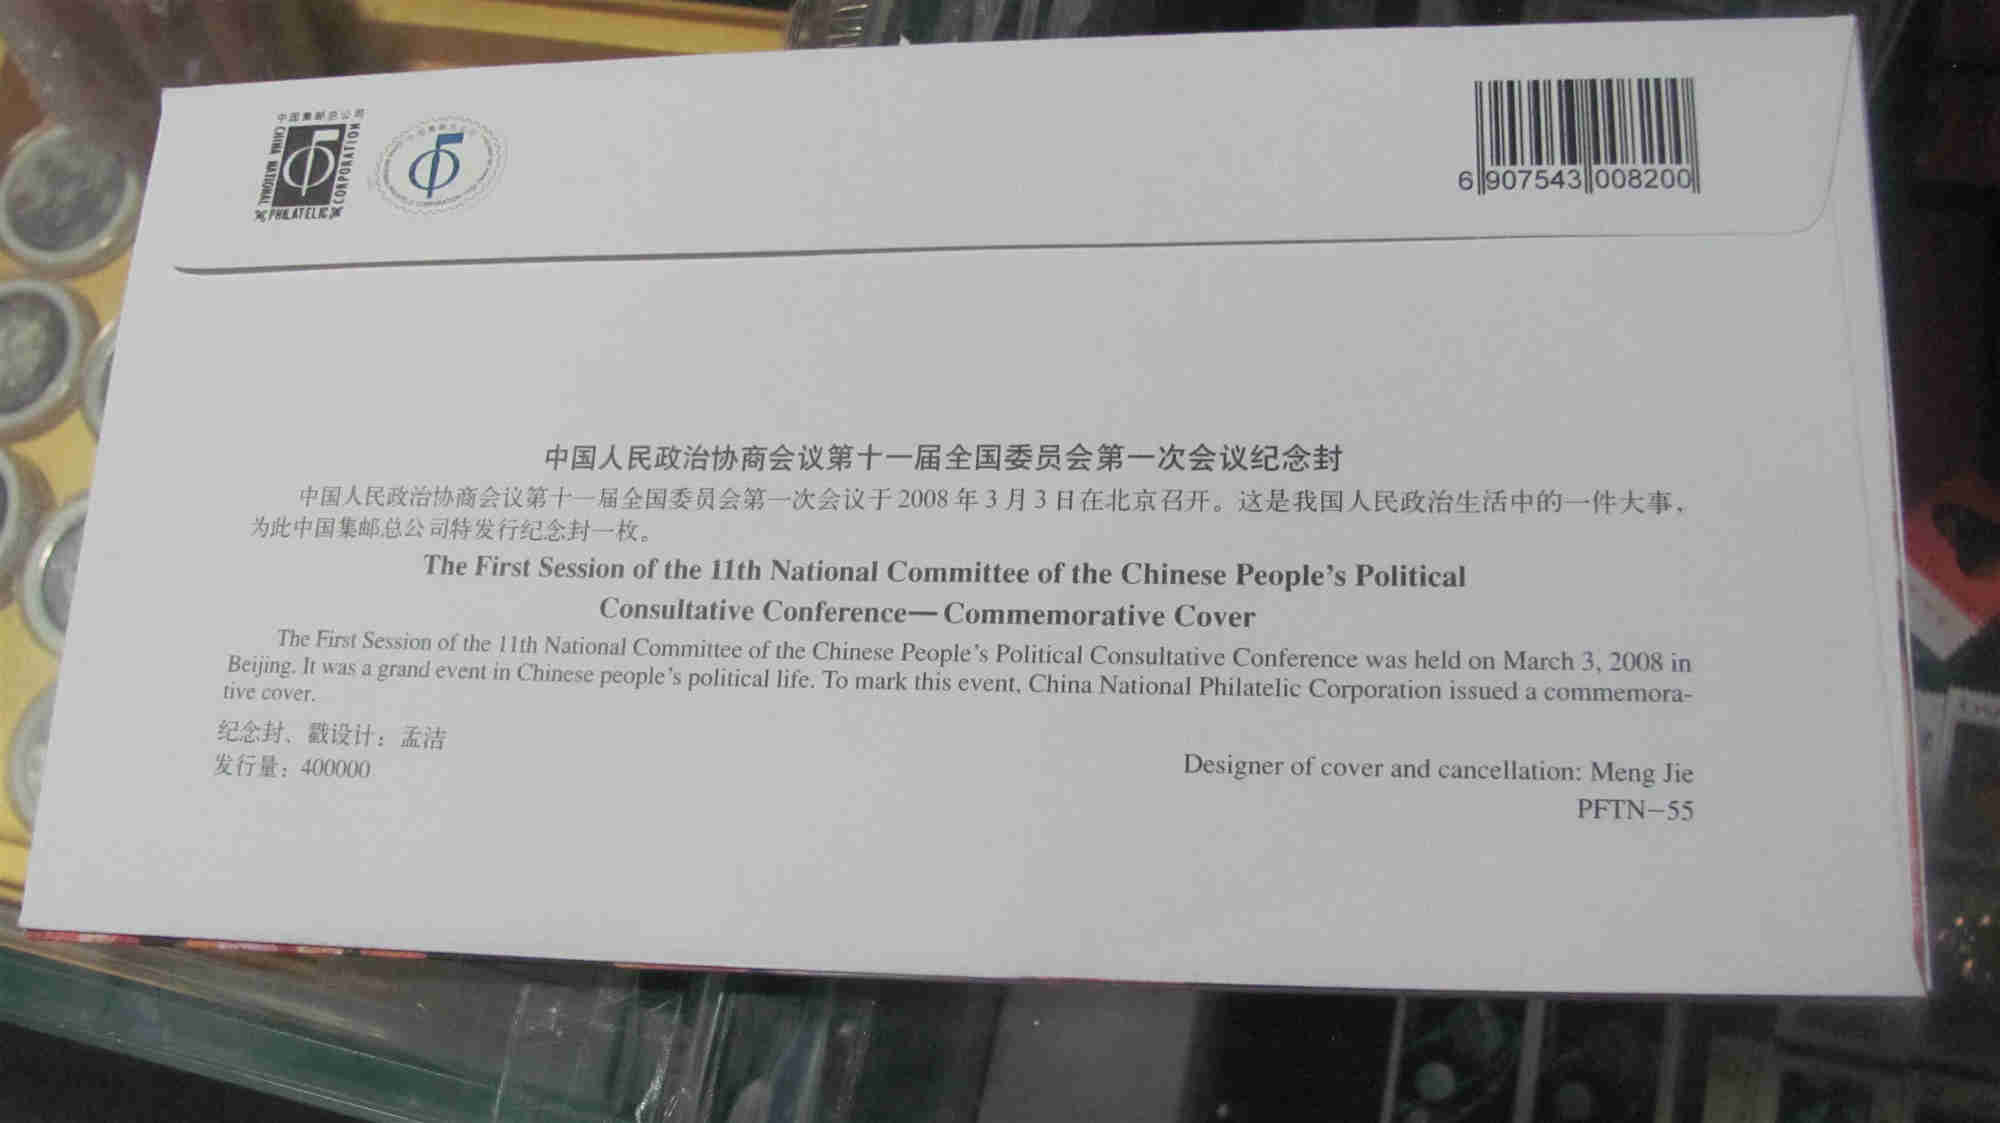 中国集邮总公司
CHINA NATIONAL
PHILATELIC
CORPORATION
6 907543 008200
中国人民政治协商会议第十一届全国委员会第一次会议纪念封
中国人民政治协商会议第十一届全国委员会第一次会议于2008年3月3日在北京召开。这是我国人民政治生活中的一件大事，
为此中国集邮总公司特发行纪念封一枚。
The First Session of the 11th National Committee of the Chinese People's Political
Consultative Conference—Commemorative Cover
The First Session of the 11th National Committee of the Chinese People's Political Consultative Conference was held on March 3, 2008 in
Beijing. It was a grand event in Chinese people's political life. To mark this event, China National Philatelic Corporation issued a commemora-
tive cover.
纪念封、戳设计：孟洁
发行量：400000
Designer of cover and cancellation: Meng Jie
PFTN-55